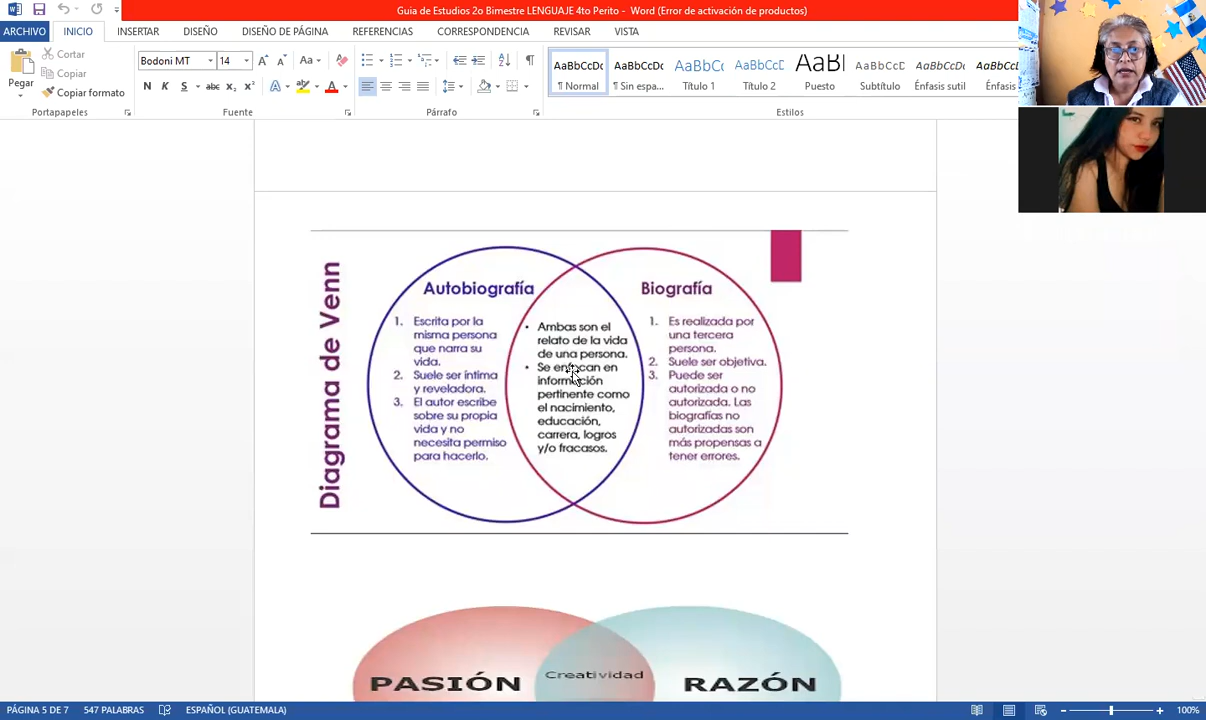 Guia de Estudios 2o Bimestre LENGUAJE 4to Perito - Word (Error de activación de productos)
ARCHIVO INICIO INSERTAR DISEÑO DISEÑO DE PÁGINA REFERENCIAS CORRESPONDENCIA REVISAR VISTA
Pegar
Cortar
Copiar
Copiar formato
Portapapeles
Bodoni MT 14
N K S abc X₂ X²
Fuente
Párrafo
AaBbCcDc AaBbCcDc AaBbCc AaBbCcD AaBl AaBbCcD AaBbCcDc AaBbCcDc
¶ Normal ¶ Sin espa... Título 1 Título 2 Puesto Subtítulo Énfasis sutil Énfasis
Estilos
Diagrama de Venn
Autobiografía
1. Escrita por la
misma persona
que narra su
vida.
2. Suele ser íntima
y reveladora.
3. El autor escribe
sobre su propia
vida y no
necesita permiso
para hacerlo.
• Ambas son el
relato de la vida
de una persona.
• Se enfocan en
información
pertinente como
el nacimiento,
educación,
carrera, logros
y/o fracasos.
Biografía
1. Es realizada por
una tercera
persona.
2. Suele ser objetiva.
3. Puede ser
autorizada o no
autorizada. Las
biografías no
autorizadas son
más propensas a
tener errores.
PASIÓN Creatividad RAZÓN
PÁGINA 5 DE 7 547 PALABRAS ESPAÑOL (GUATEMALA) 100%